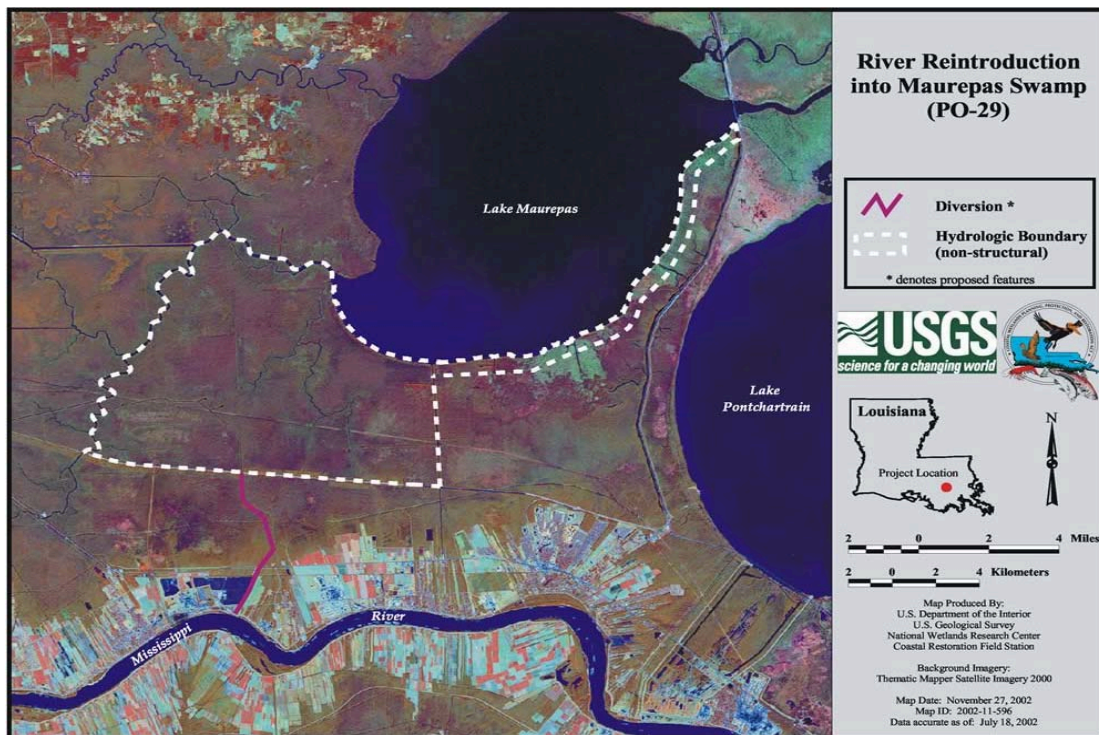 River Reintroduction
into Maurepas Swamp
(PO-29)
Diversion *
Hydrologic Boundary
(non-structural)
* denotes proposed features
USGS
science for a changing world
Louisiana
Project Location
N
2 0 2 4 Miles
2 0 2 4 Kilometers
Map Produced By:
U.S. Department of the Interior
U.S. Geological Survey
National Wetlands Research Center
Coastal Restoration Field Station
Background Imagery:
Thematic Mapper Satellite Imagery 2000
Map Date: November 27, 2002
Map ID: 2002-11-596
Data accurate as of: July 18, 2002
Lake Maurepas
Lake
Pontchartrain
Mississippi
River